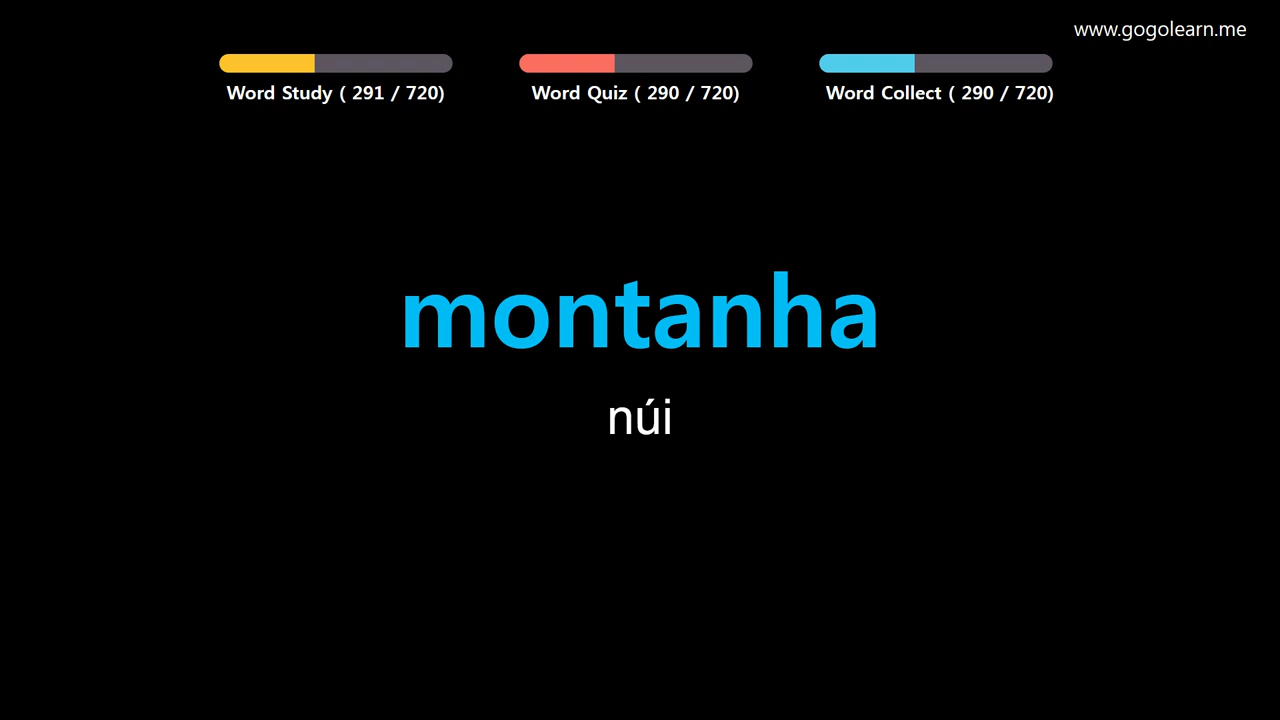 www.gogolearn.me
Word Study ( 291 / 720)
Word Quiz ( 290 / 720)
Word Collect ( 290 / 720)
montanha
núi